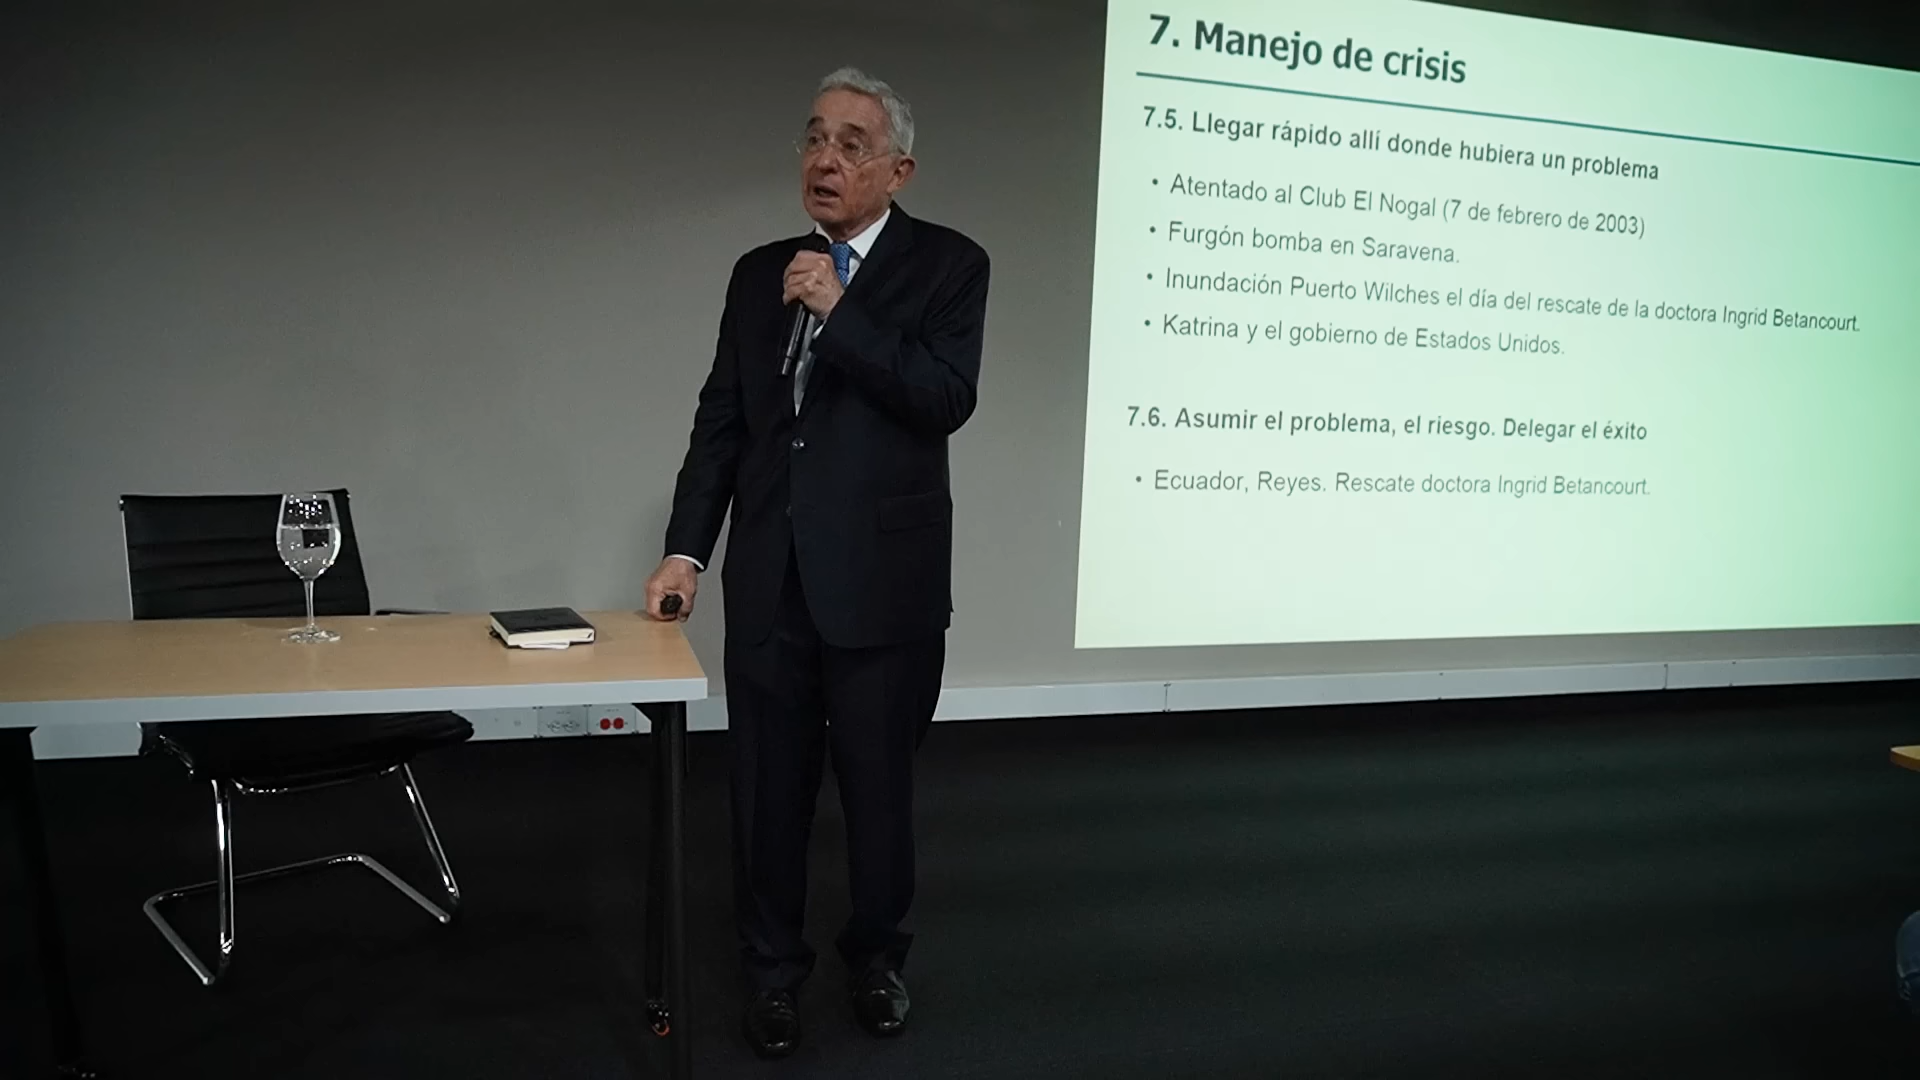 7. Manejo de crisis
7.5. Llegar rápido allí donde hubiera un problema
• Atentado al Club El Nogal (7 de febrero de 2003)
• Furgón bomba en Saravena.
• Inundación Puerto Wilches el día del rescate de la doctora Ingrid Betancourt.
• Katrina y el gobierno de Estados Unidos.
7.6. Asumir el problema, el riesgo. Delegar el éxito
• Ecuador, Reyes. Rescate doctora Ingrid Betancourt.